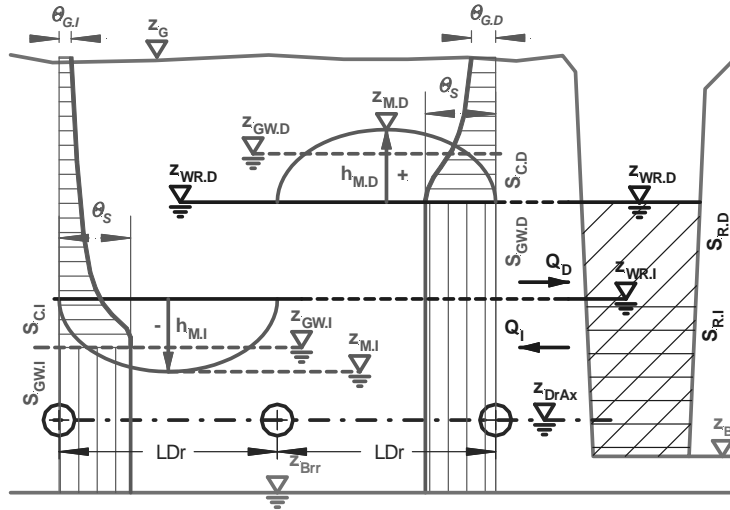 θG.I
zG
θG.D
zM.D
θS
zGW.D
SC.D
zWR.D
hM.D
+
zWR.D
θS
SGW.D
SR.D
QD
zWR.I
SC.I
-
hM.I
zGW.I
QI
SR.I
SGW.I
zM.I
zDrAx
LDr
LDr
zBrr